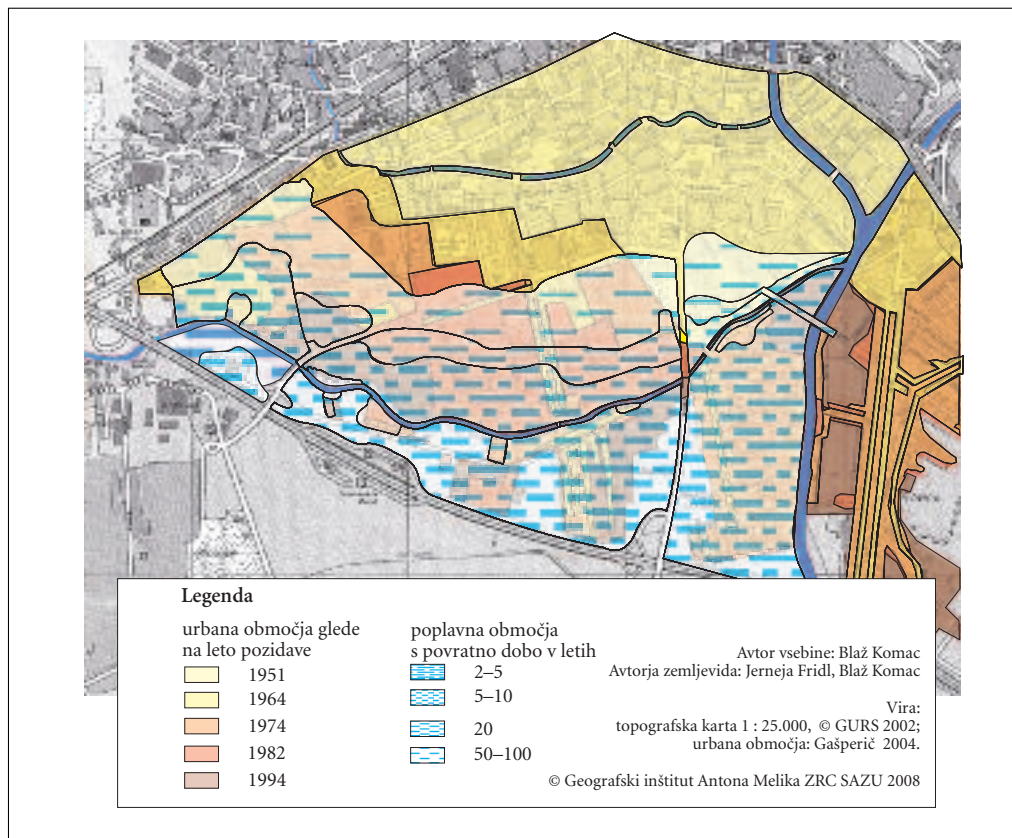 Legenda
urbana območja glede
na leto pozidave
1951
1964
1974
1982
1994
poplavna območja
s povratno dobo v letih
2–5
5–10
20
50–100
Avtor vsebine: Blaž Komac
Avtorja zemljevida: Jerneja Fridl, Blaž Komac
Vira:
topografska karta 1 : 25.000, © GURS 2002;
urbana območja: Gašperič 2004.
© Geografski inštitut Antona Melika ZRC SAZU 2008